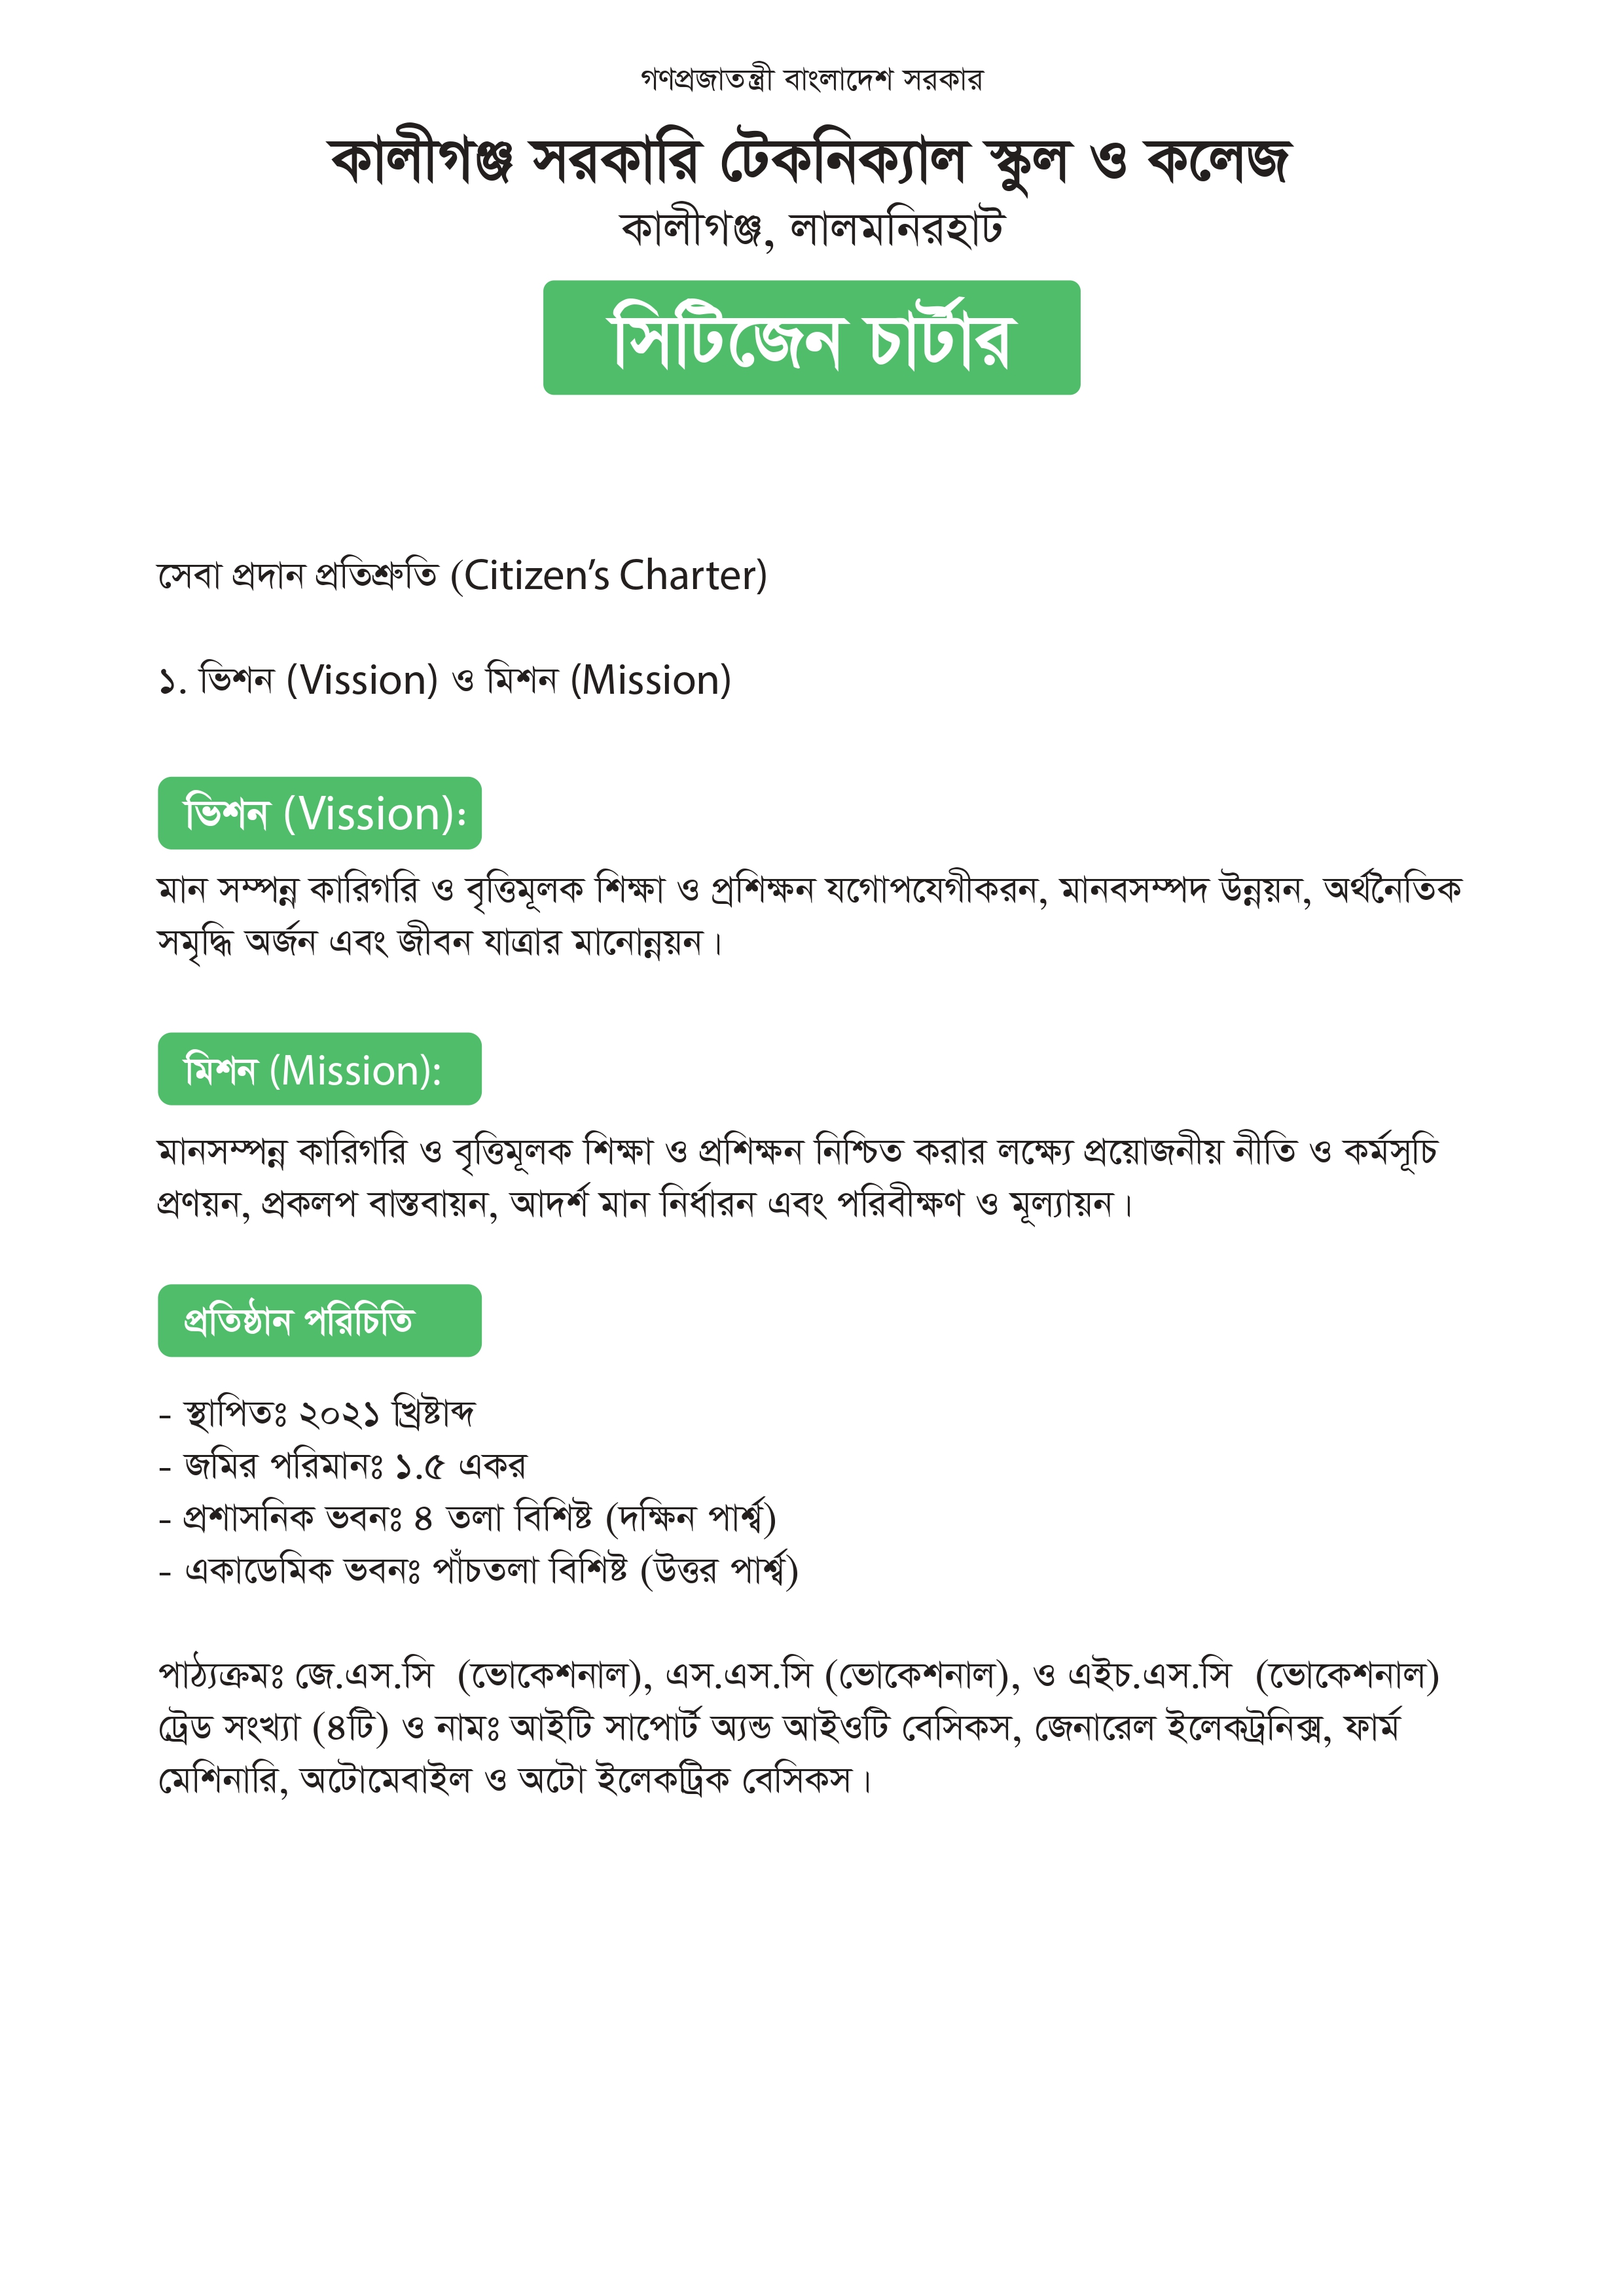 গণপ্রজাতন্ত্রী বাংলাদেশ সরকার
কালীগঞ্জ সরকারি টেকনিক্যাল স্কুল ও কলেজ
কালীগঞ্জ, লালমনিরহাট
সিটিজেন চার্টার
সেবা প্রদান প্রতিশ্রুতি (Citizen’s Charter)
১. ভিশন (Vission) ও মিশন (Mission)
ভিশন (Vission):
মান সম্পন্ন কারিগরি ও বৃত্তিমূলক শিক্ষা ও প্রশিক্ষন যগোপযেগীকরন, মানবসম্পদ উন্নয়ন, অর্থনৈতিক
সমৃদ্ধি অর্জন এবং জীবন যাত্রার মানোন্নয়ন।
মিশন (Mission):
মানসম্পন্ন কারিগরি ও বৃত্তিমূলক শিক্ষা ও প্রশিক্ষন নিশ্চিত করার লক্ষ্যে প্রয়োজনীয় নীতি ও কর্মসূচি
প্রণয়ন, প্রকলপ বাস্তবায়ন, আদর্শ মান নির্ধারন এবং পরিবীক্ষণ ও মূল্যায়ন।
প্রতিষ্ঠান পরিচিতি
- স্থাপিতঃ ২০২১ খ্রিষ্টাব্দ
- জমির পরিমানঃ ১.৫ একর
- প্রশাসনিক ভবনঃ ৪ তলা বিশিষ্ট (দক্ষিন পার্শ্ব)
- একাডেমিক ভবনঃ পাঁচতলা বিশিষ্ট (উত্তর পার্শ্ব)
পাঠ্যক্রমঃ জে.এস.সি (ভোকেশনাল), এস.এস.সি (ভোকেশনাল), ও এইচ.এস.সি (ভোকেশনাল)
ট্রেড সংখ্যা (৪টি) ও নামঃ আইটি সাপোর্ট অ্যন্ড আইওটি বেসিকস, জেনারেল ইলেকট্রনিক্স, ফার্ম
মেশিনারি, অটোমেবাইল ও অটো ইলেকট্রিক বেসিকস।